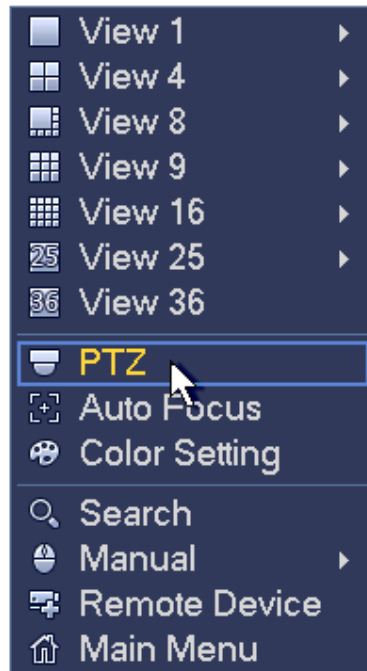 View 1
View 4
View 8
View 9
View 16
25 View 25
36 View 36
PTZ
Auto Focus
Color Setting
Search
Manual
Remote Device
Main Menu